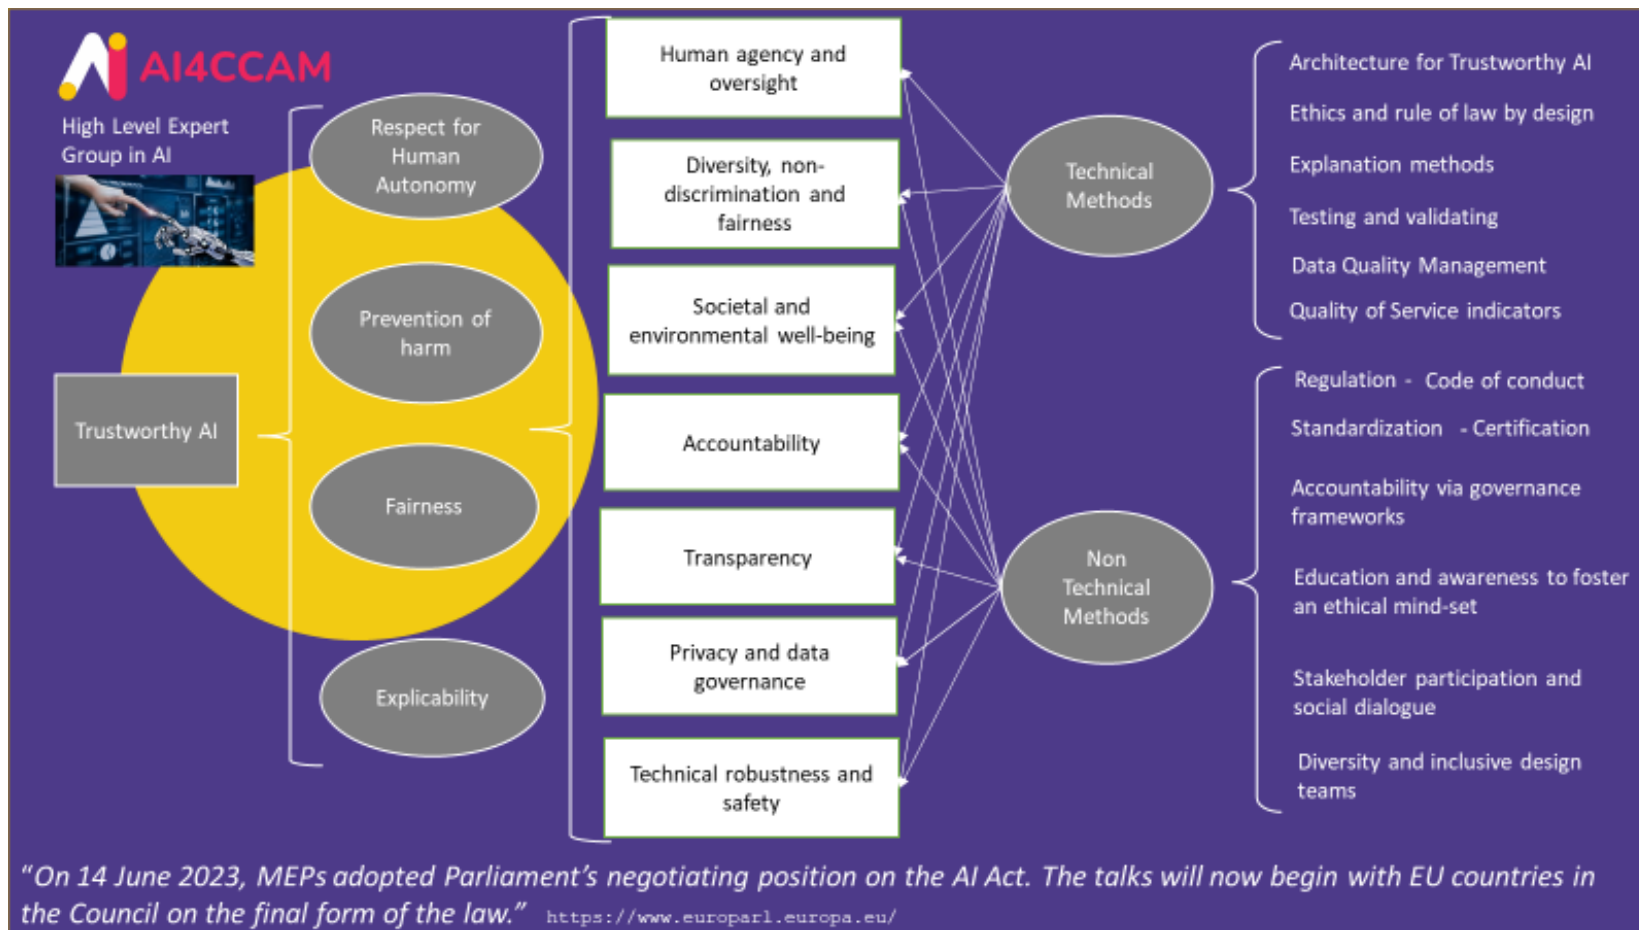 AI4CCAM
High Level Expert
Group in AI
Trustworthy AI
Respect for
Human
Autonomy
Prevention of
harm
Fairness
Explicability
Human agency and
oversight
Diversity, non-
discrimination and
fairness
Societal and
environmental well-being
Accountability
Transparency
Privacy and data
governance
Technical robustness and
safety
Technical
Methods
Non
Technical
Methods
Architecture for Trustworthy AI
Ethics and rule of law by design
Explanation methods
Testing and validating
Data Quality Management
Quality of Service indicators
Regulation - Code of conduct
Standardization - Certification
Accountability via governance
frameworks
Education and awareness to foster
an ethical mind-set
Stakeholder participation and
social dialogue
Diversity and inclusive design
teams
"On 14 June 2023, MEPs adopted Parliament's negotiating position on the AI Act. The talks will now begin with EU countries in
the Council on the final form of the law." https://www.europarl.europa.eu/